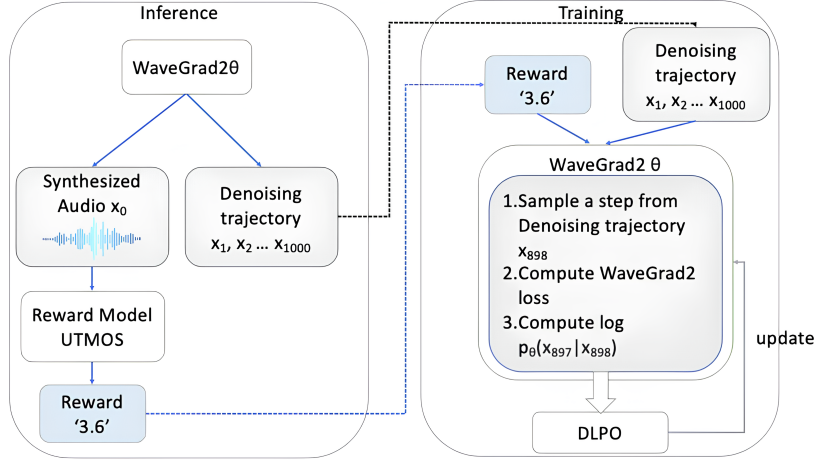 Inference
WaveGrad2θ
Synthesized
Audio x₀
Denoising
trajectory
x₁, x₂ ... x₁₀₀₀
Reward Model
UTMOS
Reward
‘3.6’
Training
Reward
‘3.6’
Denoising
trajectory
x₁, x₂ ... x₁₀₀₀
WaveGrad2 θ
1.Sample a step from
Denoising trajectory
x₈₉₈
2.Compute WaveGrad2
loss
3.Compute log
pθ(x₈₉₇|x₈₉₈)
update
DLPO